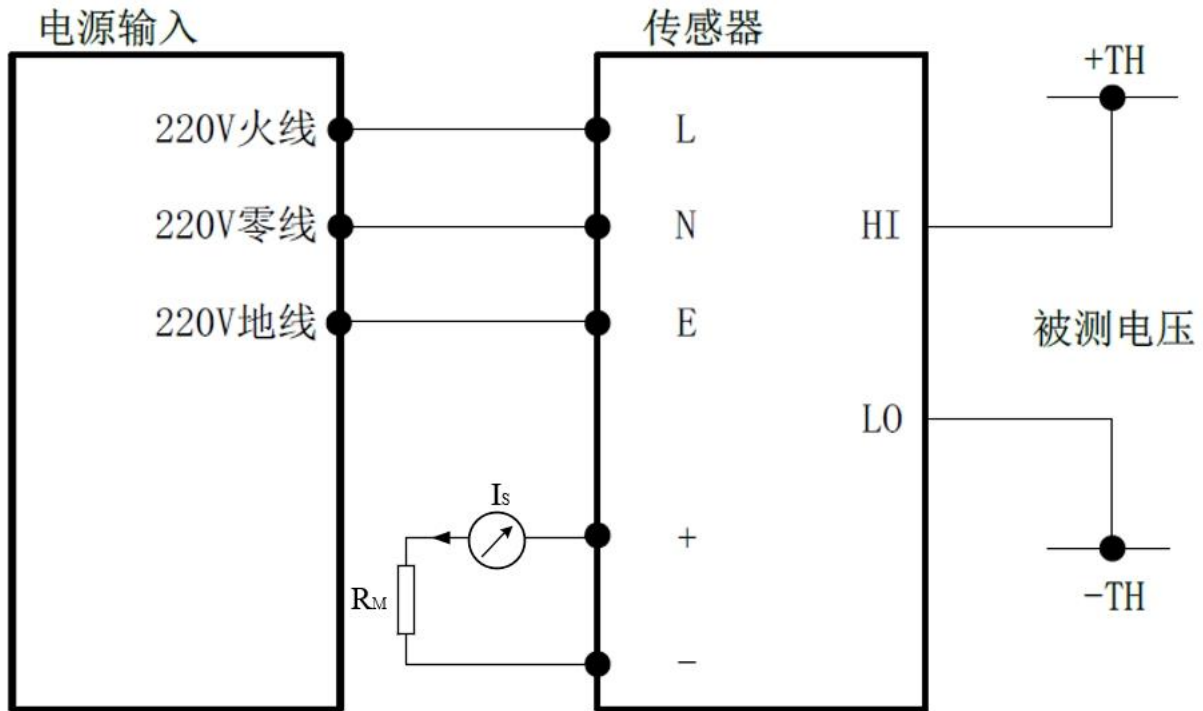 电源输入
传感器
+TH
220V火线
L
220V零线
N
HI
220V地线
E
被测电压
LO
Is
+
RM
-TH
-